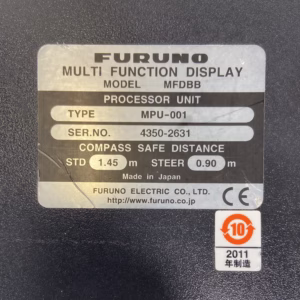 FURUNO
MULTI FUNCTION DISPLAY
MODEL MFDBB
PROCESSOR UNIT
TYPE MPU-001
SER.NO. 4350-2631
COMPASS SAFE DISTANCE
STD 1.45 m STEER 0.90 m
Made in Japan
FURUNO ELECTRIC CO., LTD.
http://www.furuno.co.jp
CE
10
2011
年制造